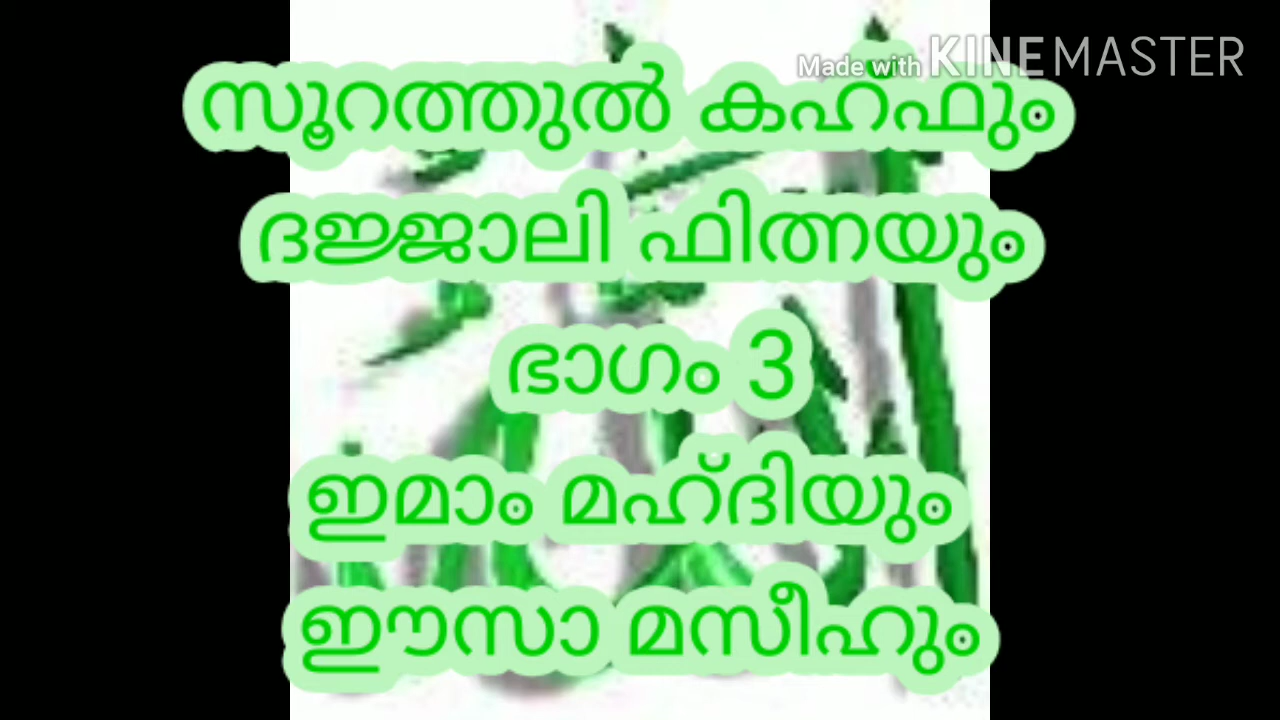 Made with KINEMASTER
സൂറത്തുൽ കഹ്ഫും
ദജ്ജാലി ഫിത്നയും
ഭാഗം 3
ഇമാം മഹ്ദിയും
ഈസാ മസീഹും